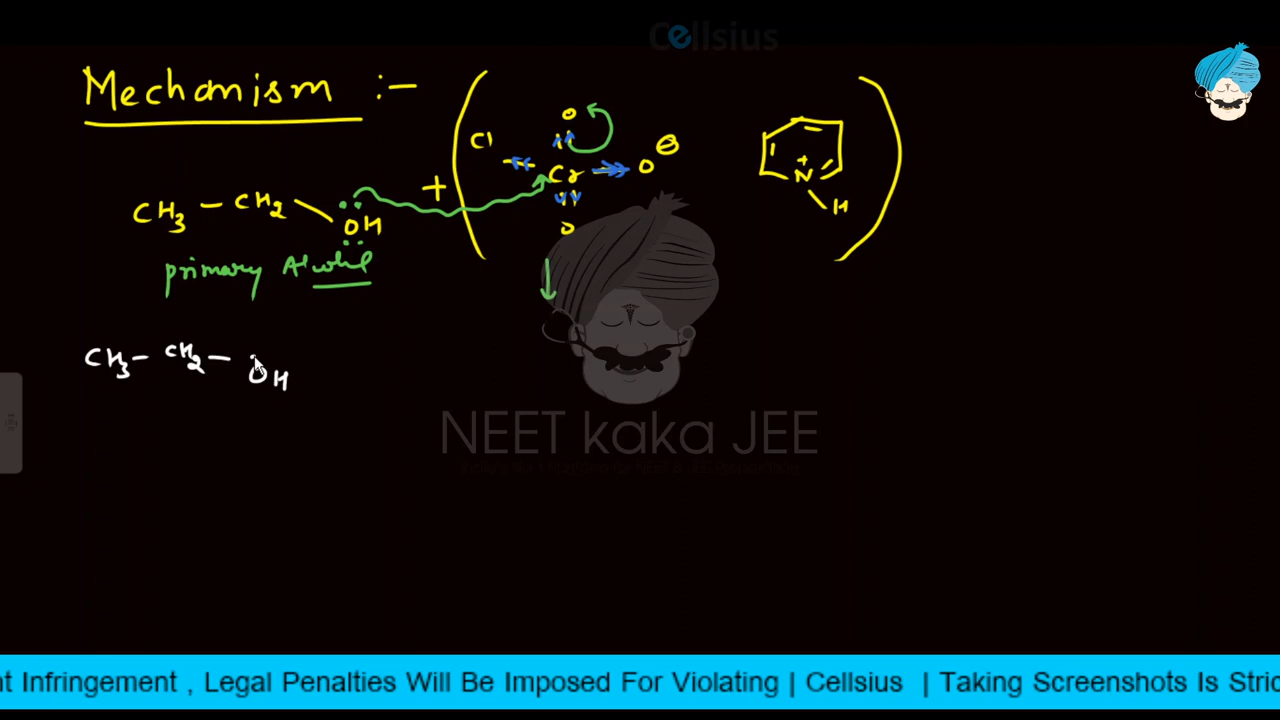 Cellsius
Mechanism :-
CH3 - CH2 - OH + ( Cl - Cr O O O ⊖ N + H )
primary Alcohol
CH3 - CH2 - OH
NEET kaka JEE
nt Infringement , Legal Penalties Will Be Imposed For Violating | Cellsius | Taking Screenshots Is Stric